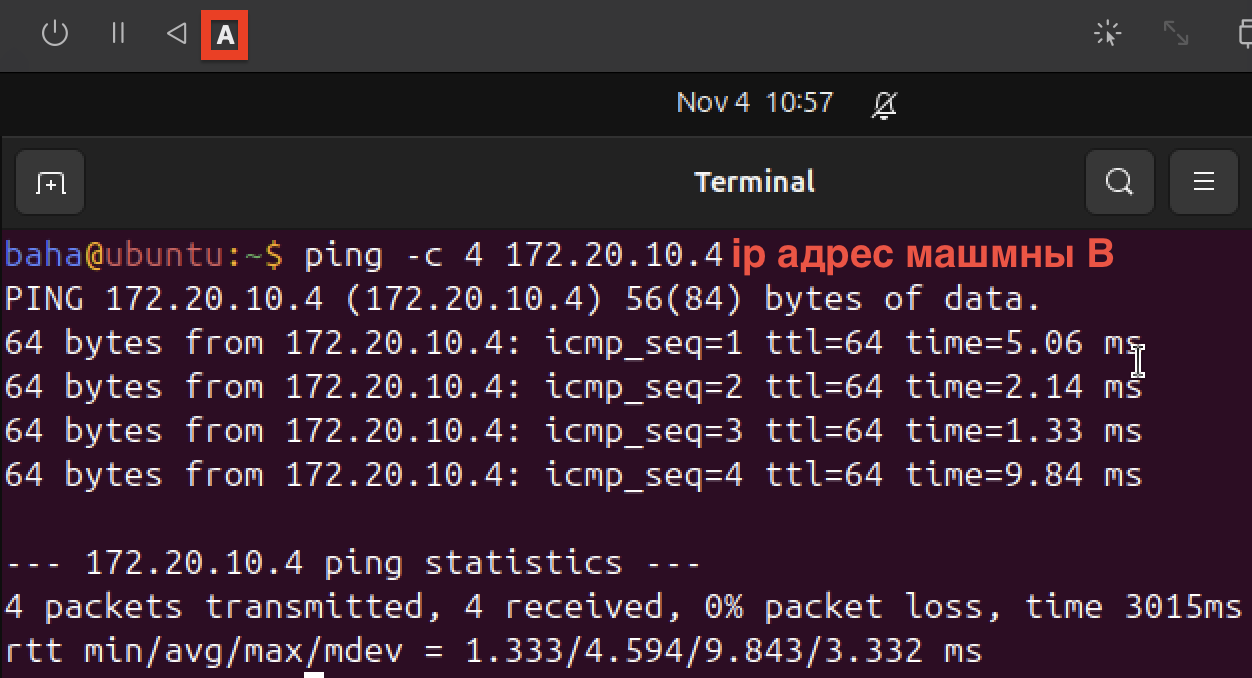 A
Nov 4 10:57
Terminal
baha@ubuntu:~$ ping -c 4 172.20.10.4 ip адрес машмны B
PING 172.20.10.4 (172.20.10.4) 56(84) bytes of data.
64 bytes from 172.20.10.4: icmp_seq=1 ttl=64 time=5.06 ms
64 bytes from 172.20.10.4: icmp_seq=2 ttl=64 time=2.14 ms
64 bytes from 172.20.10.4: icmp_seq=3 ttl=64 time=1.33 ms
64 bytes from 172.20.10.4: icmp_seq=4 ttl=64 time=9.84 ms
--- 172.20.10.4 ping statistics ---
4 packets transmitted, 4 received, 0% packet loss, time 3015ms
rtt min/avg/max/mdev = 1.333/4.594/9.843/3.332 ms